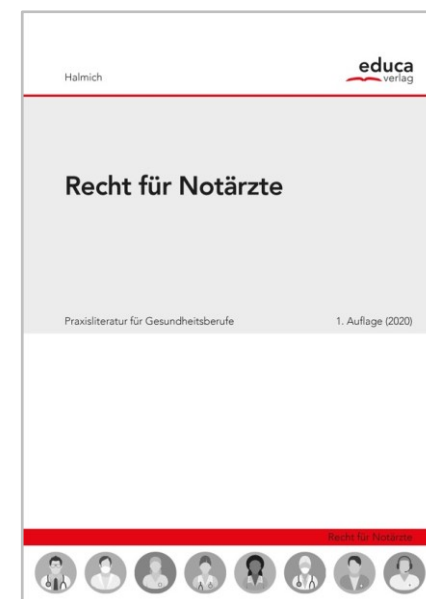 Halmich
educa
verlag
Recht für Notärzte
Praxisliteratur für Gesundheitsberufe
1. Auflage (2020)
Recht für Notärzte